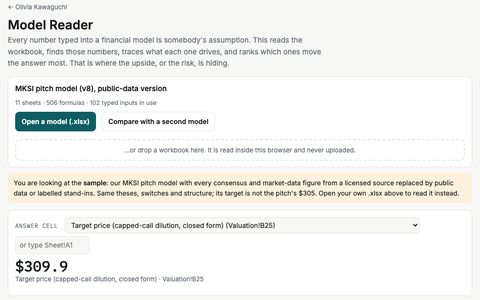 ← Olivia Kawaguchi
Model Reader
Every number typed into a financial model is somebody's assumption. This reads the
workbook, finds those numbers, traces what each one drives, and ranks which ones move
the answer most. That is where the upside, or the risk, is hiding.
MKSI pitch model (v8), public-data version
11 sheets · 506 formulas · 102 typed inputs in use
Open a model (.xlsx)
Compare with a second model
...or drop a workbook here. It is read inside this browser and never uploaded.
You are looking at the sample: our MKSI pitch model with every consensus and market-data figure from a licensed source replaced by public
data or labelled stand-ins. Same theses, switches and structure; its target is not the pitch's $305. Open your own .xlsx above to read it instead.
ANSWER CELL
Target price (capped-call dilution, closed form) (Valuation!B25)
or type Sheet!A1
$309.9
Target price (capped-call dilution, closed form) · Valuation!B25